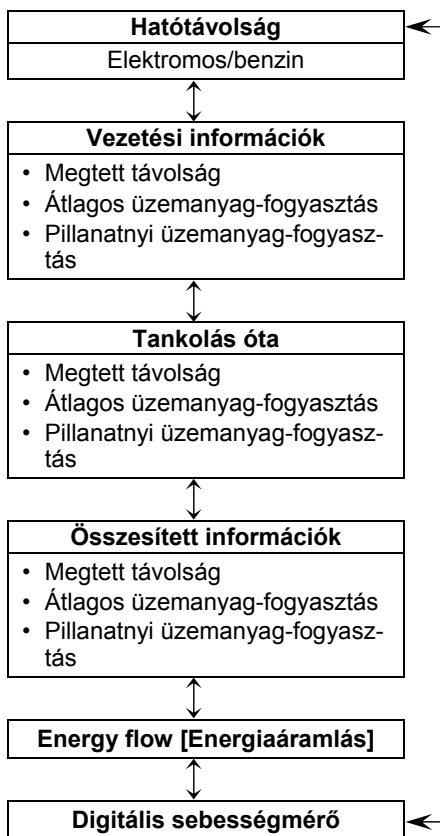 Hatótávolság
Elektromos/benzin
Vezetési információk
• Megtett távolság
• Átlagos üzemanyag-fogyasztás
• Pillanatnyi üzemanyag-fogyasz-
tás
Tankolás óta
• Megtett távolság
• Átlagos üzemanyag-fogyasztás
• Pillanatnyi üzemanyag-fogyasz-
tás
Összesített információk
• Megtett távolság
• Átlagos üzemanyag-fogyasztás
• Pillanatnyi üzemanyag-fogyasz-
tás
Energy flow [Energiaáramlás]
Digitális sebességmérő